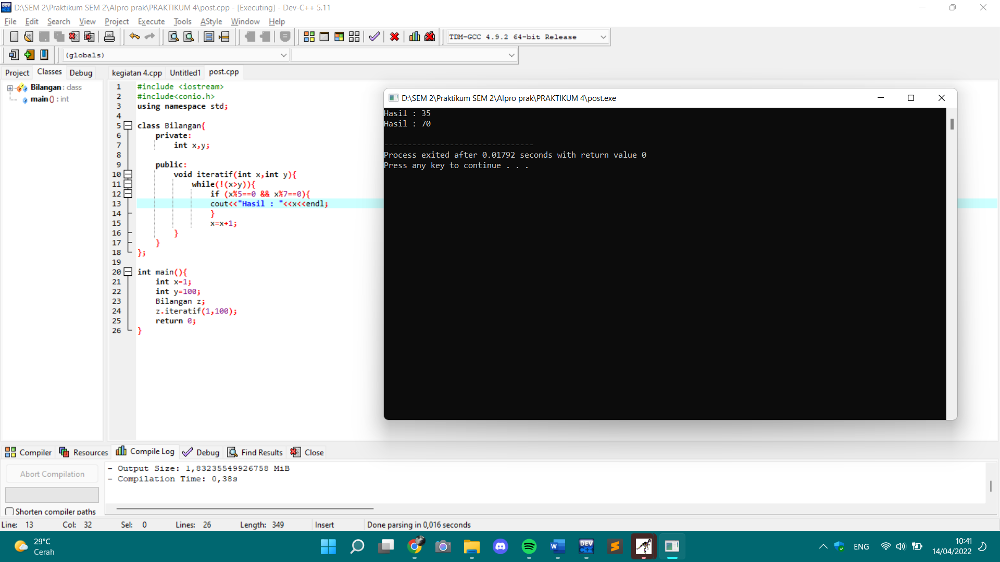 D:\SEM 2\Praktikum SEM 2\Alpro prak\PRAKTIKUM 4\post.cpp - [Executing] - Dev-C++ 5.11
File Edit Search View Project Execute Tools AStyle Window Help
TDM-GCC 4.9.2 64-bit Release
(globals)
Project Classes Debug
kegiatan 4.cpp Untitled1 post.cpp
Bilangan : class
main () : int
1 #include <iostream>
2 #include<conio.h>
3 using namespace std;
4
5 class Bilangan{
6 private:
7 int x,y;
8
9 public:
10 void iteratif(int x,int y){
11 while(!(x>y)){
12 if (x%5==0 && x%7==0){
13 cout<<"Hasil : "<<x<<endl;
14 }
15 x=x+1;
16 }
17 }
18 };
19
20 int main(){
21 int x=1;
22 int y=100;
23 Bilangan z;
24 z.iteratif(1,100);
25 return 0;
26 }
D:\SEM 2\Praktikum SEM 2\Alpro prak\PRAKTIKUM 4\post.exe
Hasil : 35
Hasil : 70
--------------------------------
Process exited after 0.01792 seconds with return value 0
Press any key to continue . . .
Compiler Resources Compile Log Debug Find Results Close
Abort Compilation
Shorten compiler paths
- Output Size: 1,83235549926758 MiB
- Compilation Time: 0,38s
Line: 13 Col: 32 Sel: 0 Lines: 26 Length: 349 Insert Done parsing in 0,016 seconds
29°C
Cerah
W
DEV
C++
ENG
10:41
14/04/2022